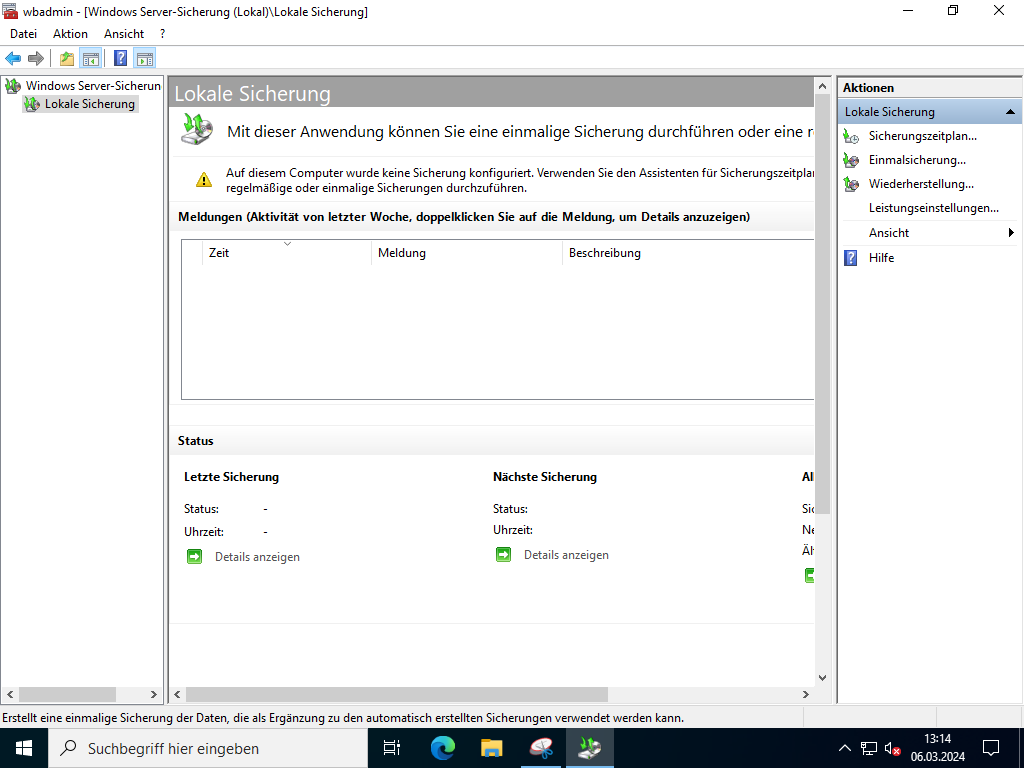 wbadmin - [Windows Server-Sicherung (Lokal)\Lokale Sicherung]
Datei Aktion Ansicht ?
Windows Server-Sicherun
Lokale Sicherung
Lokale Sicherung
Mit dieser Anwendung können Sie eine einmalige Sicherung durchführen oder eine r
Auf diesem Computer wurde keine Sicherung konfiguriert. Verwenden Sie den Assistenten für Sicherungszeitplan
regelmäßige oder einmalige Sicherungen durchzuführen.
Meldungen (Aktivität von letzter Woche, doppelklicken Sie auf die Meldung, um Details anzuzeigen)
Zeit Meldung Beschreibung
Status
Letzte Sicherung
Status: -
Uhrzeit: -
Details anzeigen
Nächste Sicherung
Status:
Uhrzeit:
Details anzeigen
Al
Sic
Ne
Äl
Aktionen
Lokale Sicherung
Sicherungszeitplan...
Einmalsicherung...
Wiederherstellung...
Leistungseinstellungen...
Ansicht
Hilfe
Erstellt eine einmalige Sicherung der Daten, die als Ergänzung zu den automatisch erstellten Sicherungen verwendet werden kann.
Suchbegriff hier eingeben
13:14
06.03.2024